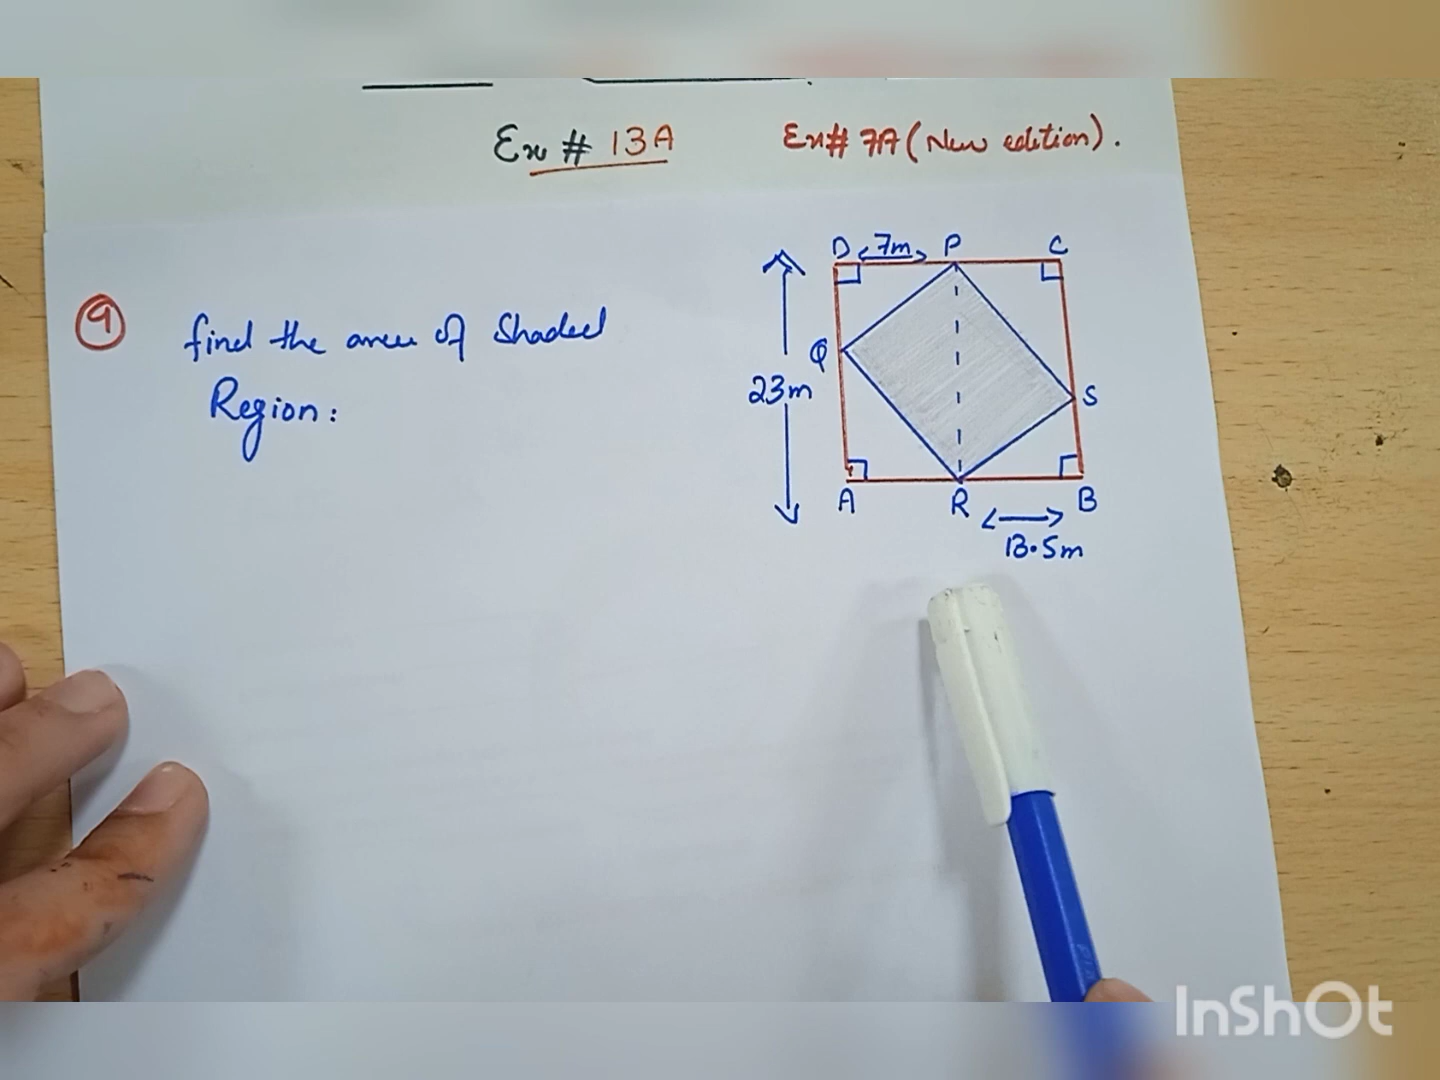 Ex # 13A
Ex# 7A (New edition).
D 7m P C
9 find the area of Shaded
Region:
Q
23m
S
A R B
13.5m
InShOt